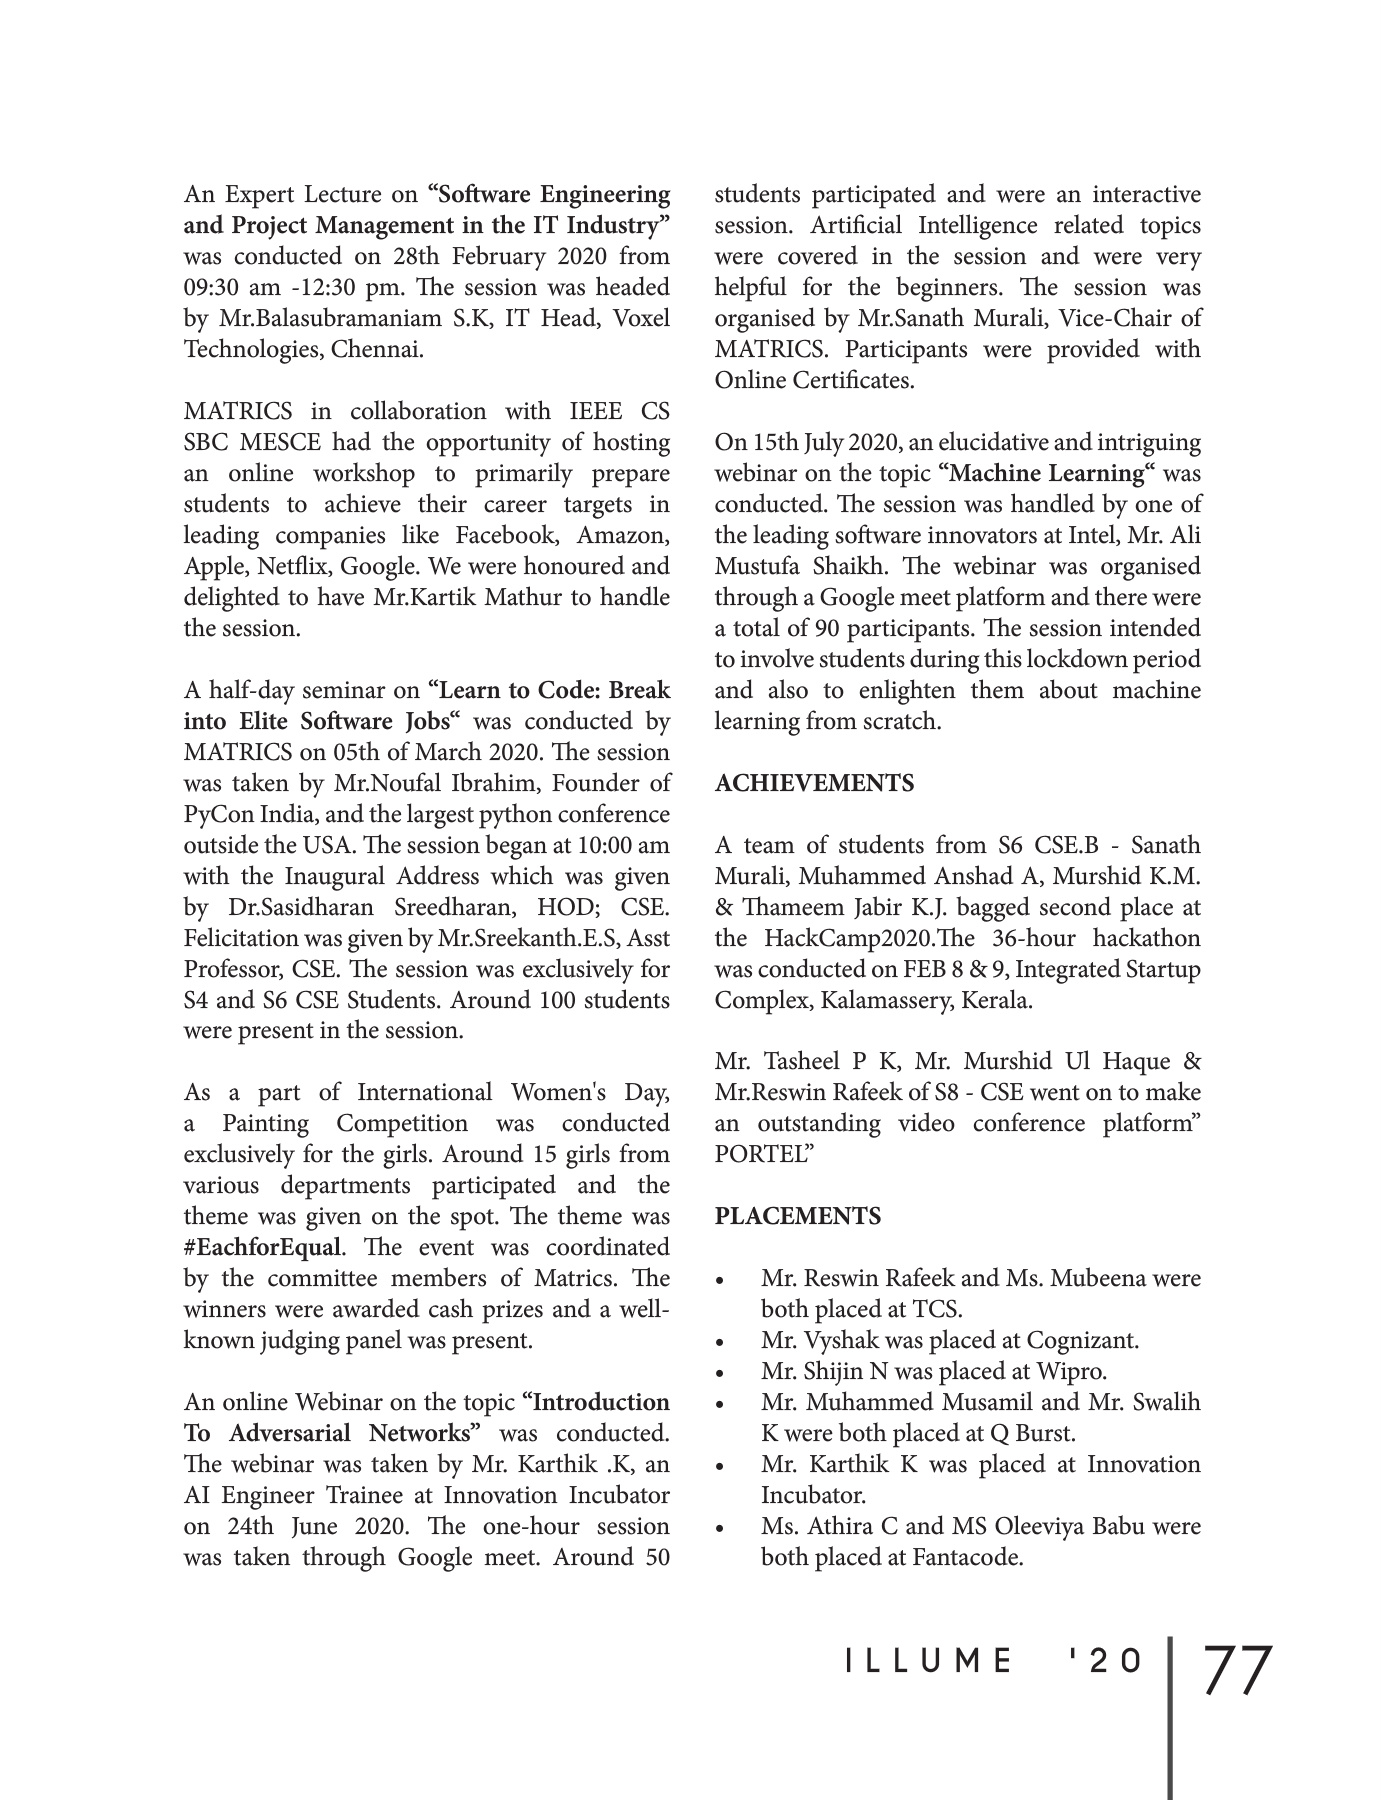 An Expert Lecture on “Software Engineering
and Project Management in the IT Industry”
was conducted on 28th February 2020 from
09:30 am -12:30 pm. The session was headed
by Mr.Balasubramaniam S.K, IT Head, Voxel
Technologies, Chennai.
MATRICS in collaboration with IEEE CS
SBC MESCE had the opportunity of hosting
an online workshop to primarily prepare
students to achieve their career targets in
leading companies like Facebook, Amazon,
Apple, Netflix, Google. We were honoured and
delighted to have Mr.Kartik Mathur to handle
the session.
A half-day seminar on “Learn to Code: Break
into Elite Software Jobs“ was conducted by
MATRICS on 05th of March 2020. The session
was taken by Mr.Noufal Ibrahim, Founder of
PyCon India, and the largest python conference
outside the USA. The session began at 10:00 am
with the Inaugural Address which was given
by Dr.Sasidharan Sreedharan, HOD; CSE.
Felicitation was given by Mr.Sreekanth.E.S, Asst
Professor, CSE. The session was exclusively for
S4 and S6 CSE Students. Around 100 students
were present in the session.
As a part of International Women's Day,
a Painting Competition was conducted
exclusively for the girls. Around 15 girls from
various departments participated and the
theme was given on the spot. The theme was
#EachforEqual. The event was coordinated
by the committee members of Matrics. The
winners were awarded cash prizes and a well-
known judging panel was present.
An online Webinar on the topic “Introduction
To Adversarial Networks” was conducted.
The webinar was taken by Mr. Karthik .K, an
AI Engineer Trainee at Innovation Incubator
on 24th June 2020. The one-hour session
was taken through Google meet. Around 50
students participated and were an interactive
session. Artificial Intelligence related topics
were covered in the session and were very
helpful for the beginners. The session was
organised by Mr.Sanath Murali, Vice-Chair of
MATRICS. Participants were provided with
Online Certificates.
On 15th July 2020, an elucidative and intriguing
webinar on the topic “Machine Learning“ was
conducted. The session was handled by one of
the leading software innovators at Intel, Mr. Ali
Mustufa Shaikh. The webinar was organised
through a Google meet platform and there were
a total of 90 participants. The session intended
to involve students during this lockdown period
and also to enlighten them about machine
learning from scratch.
ACHIEVEMENTS
A team of students from S6 CSE.B - Sanath
Murali, Muhammed Anshad A, Murshid K.M.
& Thameem Jabir K.J. bagged second place at
the HackCamp2020.The 36-hour hackathon
was conducted on FEB 8 & 9, Integrated Startup
Complex, Kalamassery, Kerala.
Mr. Tasheel P K, Mr. Murshid Ul Haque &
Mr.Reswin Rafeek of S8 - CSE went on to make
an outstanding video conference platform”
PORTEL”
PLACEMENTS
• Mr. Reswin Rafeek and Ms. Mubeena were
both placed at TCS.
• Mr. Vyshak was placed at Cognizant.
• Mr. Shijin N was placed at Wipro.
• Mr. Muhammed Musamil and Mr. Swalih
K were both placed at Q Burst.
• Mr. Karthik K was placed at Innovation
Incubator.
• Ms. Athira C and MS Oleeviya Babu were
both placed at Fantacode.
ILLUME '20 77